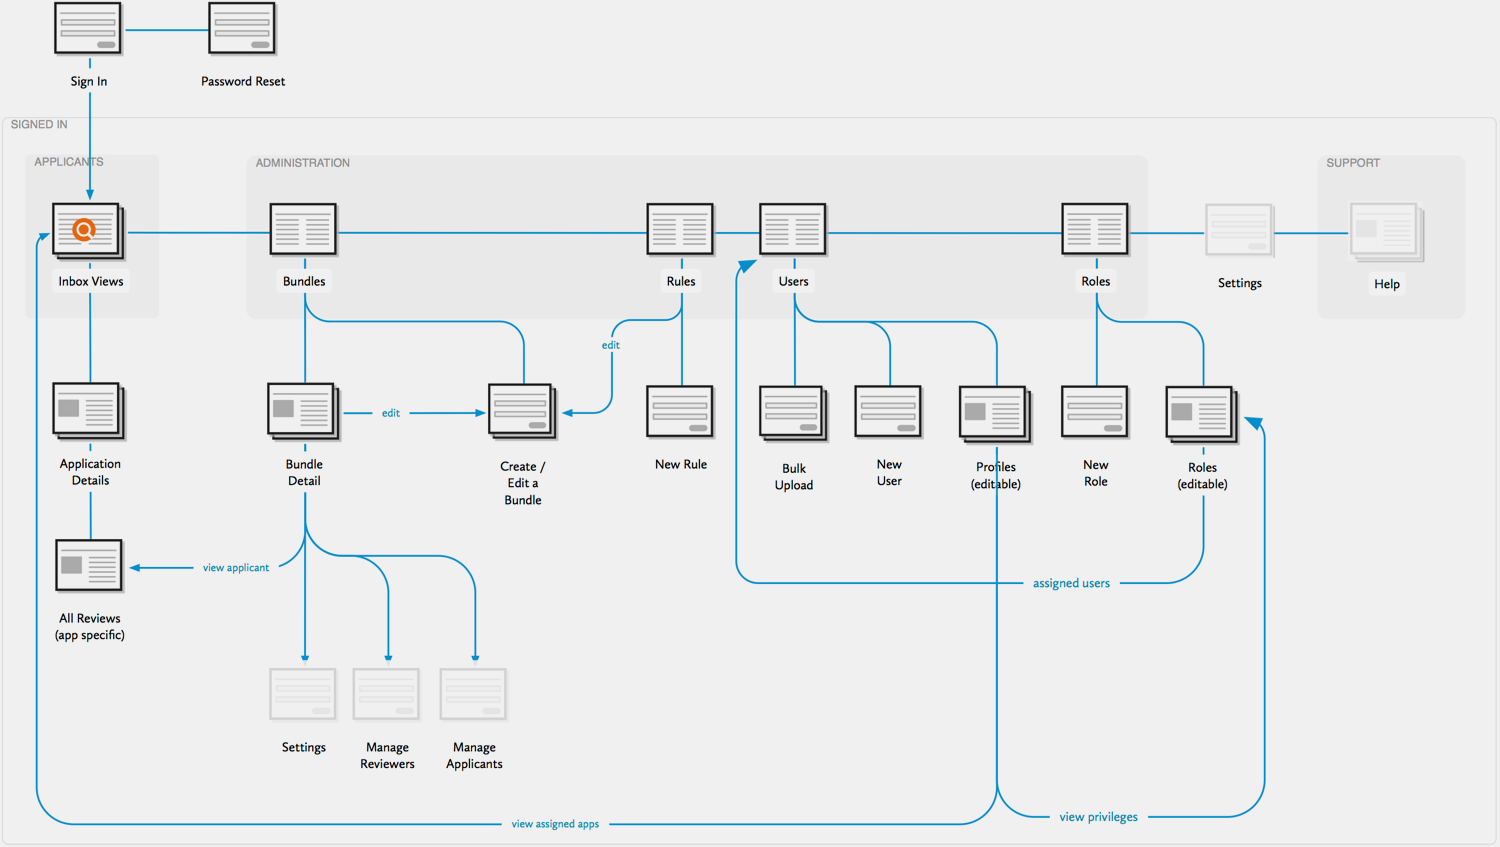 Sign In
Password Reset
SIGNED IN
APPLICANTS
ADMINISTRATION
SUPPORT
Inbox Views
Bundles
Rules
Users
Roles
Settings
Help
edit
edit
Application
Details
Bundle
Detail
Create /
Edit a
Bundle
New Rule
Bulk
Upload
New
User
Profiles
(editable)
New
Role
Roles
(editable)
view applicant
assigned users
All Reviews
(app specific)
Settings
Manage
Reviewers
Manage
Applicants
view assigned apps
view privileges